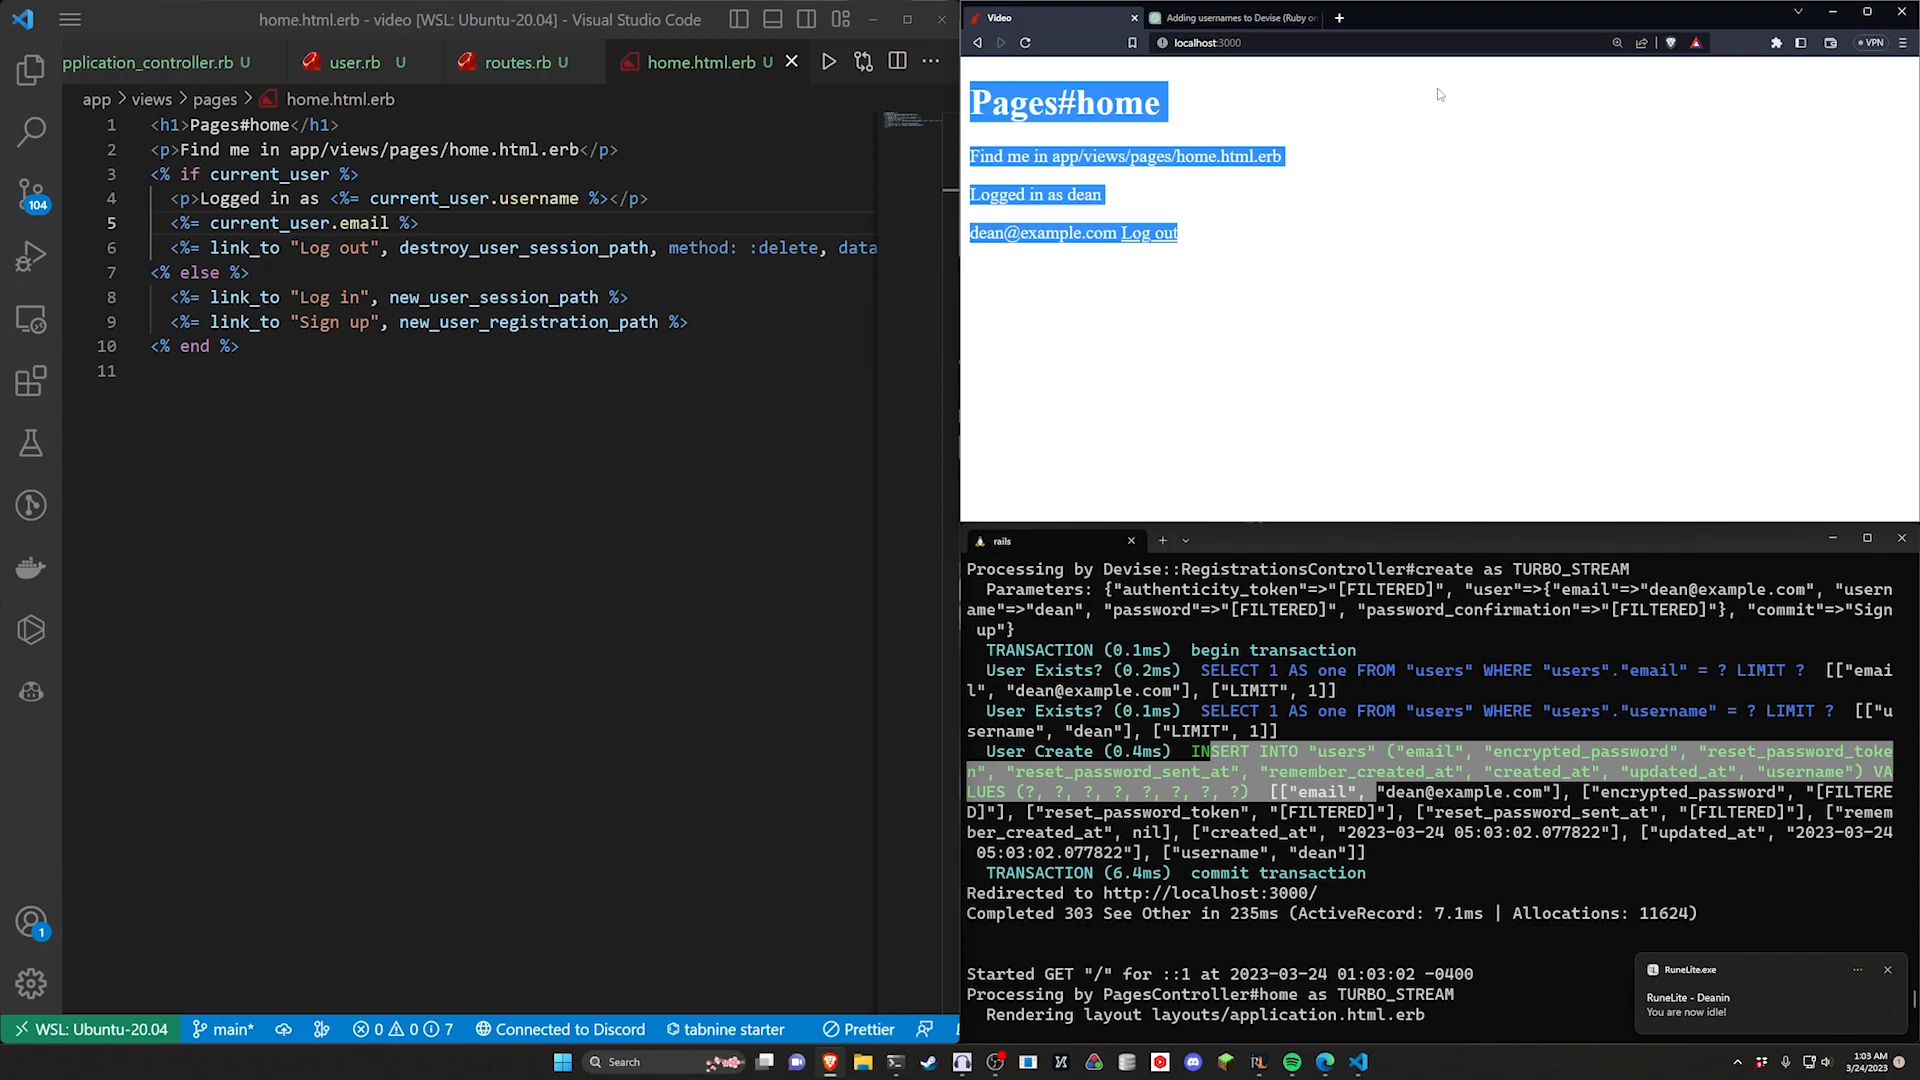 home.html.erb - video [WSL: Ubuntu-20.04] - Visual Studio Code
pplication_controller.rb U
user.rb U
routes.rb U
home.html.erb U
app > views > pages > home.html.erb
1 <h1>Pages#home</h1>
2 <p>Find me in app/views/pages/home.html.erb</p>
3 <% if current_user %>
4 <p>Logged in as <%= current_user.username %></p>
5 <%= current_user.email %>
6 <%= link_to "Log out", destroy_user_session_path, method: :delete, data
7 <% else %>
8 <%= link_to "Log in", new_user_session_path %>
9 <%= link_to "Sign up", new_user_registration_path %>
10 <% end %>
11
104
1
WSL: Ubuntu-20.04
main*
0 0 7
Connected to Discord
tabnine starter
Prettier
Video
Adding usernames to Devise (Ruby on
localhost:3000
VPN
Pages#home
Find me in app/views/pages/home.html.erb
Logged in as dean
dean@example.com Log out
rails
Processing by Devise::RegistrationsController#create as TURBO_STREAM
Parameters: {"authenticity_token"=>"[FILTERED]", "user"=>{"email"=>"dean@example.com", "usern
ame"=>"dean", "password"=>"[FILTERED]", "password_confirmation"=>"[FILTERED]"}, "commit"=>"Sign
up"}
TRANSACTION (0.1ms) begin transaction
User Exists? (0.2ms) SELECT 1 AS one FROM "users" WHERE "users"."email" = ? LIMIT ? [["emai
l", "dean@example.com"], ["LIMIT", 1]]
User Exists? (0.1ms) SELECT 1 AS one FROM "users" WHERE "users"."username" = ? LIMIT ? [["u
sername", "dean"], ["LIMIT", 1]]
User Create (0.4ms) INSERT INTO "users" ("email", "encrypted_password", "reset_password_toke
n", "reset_password_sent_at", "remember_created_at", "created_at", "updated_at", "username") VA
LUES (?, ?, ?, ?, ?, ?, ?, ?) [["email", "dean@example.com"], ["encrypted_password", "[FILTERE
D]"], ["reset_password_token", "[FILTERED]"], ["reset_password_sent_at", "[FILTERED]"], ["remem
ber_created_at", nil], ["created_at", "2023-03-24 05:03:02.077822"], ["updated_at", "2023-03-24
05:03:02.077822"], ["username", "dean"]]
TRANSACTION (6.4ms) commit transaction
Redirected to http://localhost:3000/
Completed 303 See Other in 235ms (ActiveRecord: 7.1ms | Allocations: 11624)
Started GET "/" for ::1 at 2023-03-24 01:03:02 -0400
Processing by PagesController#home as TURBO_STREAM
Rendering layout layouts/application.html.erb
RuneLite.exe
RuneLite - Deanin
You are now idle!
Search
1:03 AM
3/24/2023